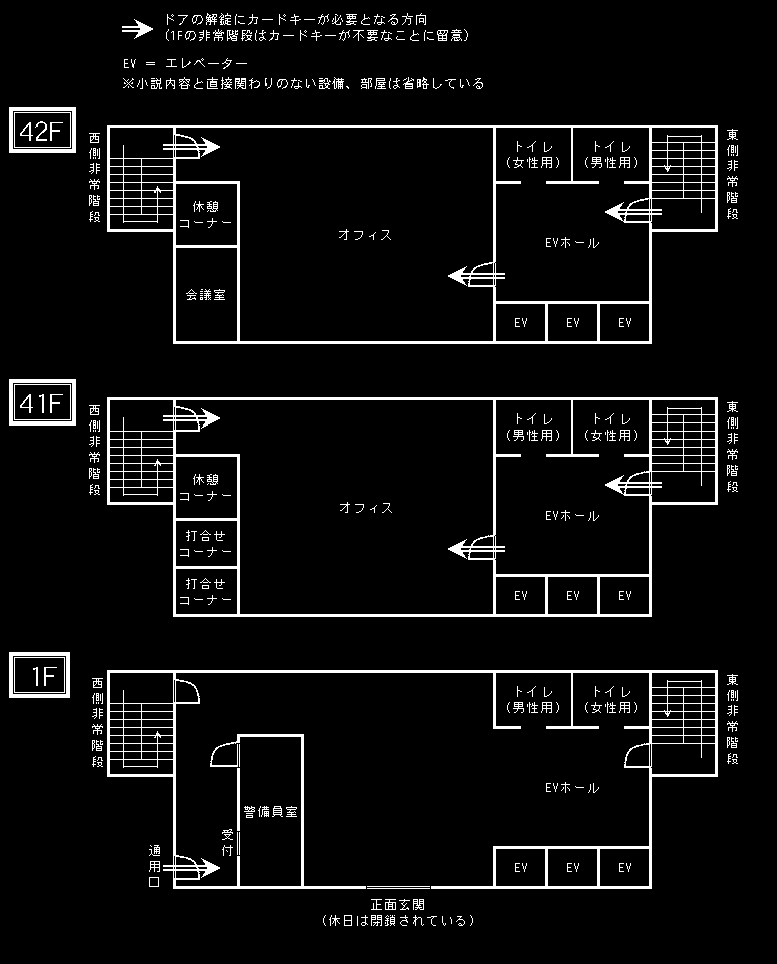 ドアの解錠にカードキーが必要となる方向
(1Fの非常階段はカードキーが不要なことに留意)
EV = エレベーター
※小説内容と直接関わりのない設備、部屋は省略している
42F
西側非常階段
東側非常階段
トイレ
(女性用)
トイレ
(男性用)
休憩
コーナー
オフィス
EVホール
会議室
EV
EV
EV
41F
西側非常階段
東側非常階段
トイレ
(男性用)
トイレ
(女性用)
休憩
コーナー
オフィス
EVホール
打合せ
コーナー
打合せ
コーナー
EV
EV
EV
1F
西側非常階段
東側非常階段
トイレ
(男性用)
トイレ
(女性用)
EVホール
警備員室
受付
通用口
EV
EV
EV
正面玄関
(休日は閉鎖されている)